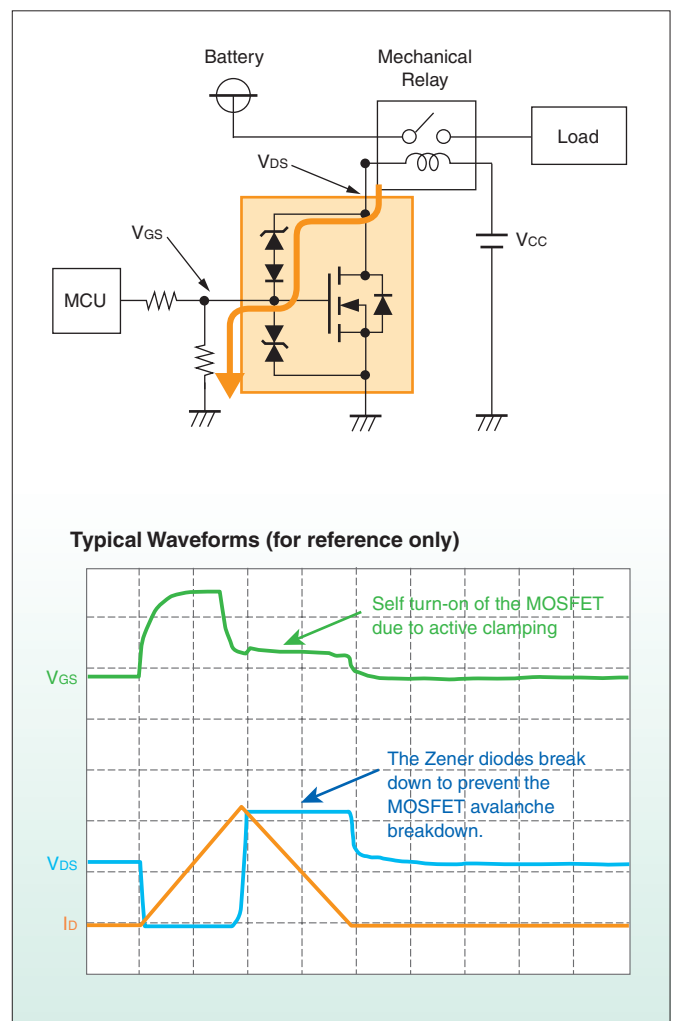 Battery
Mechanical
Relay
Load
VDS
VGS
VCC
MCU
Typical Waveforms (for reference only)
Self turn-on of the MOSFET
due to active clamping
VGS
The Zener diodes break
down to prevent the
MOSFET avalanche
breakdown.
VDS
ID